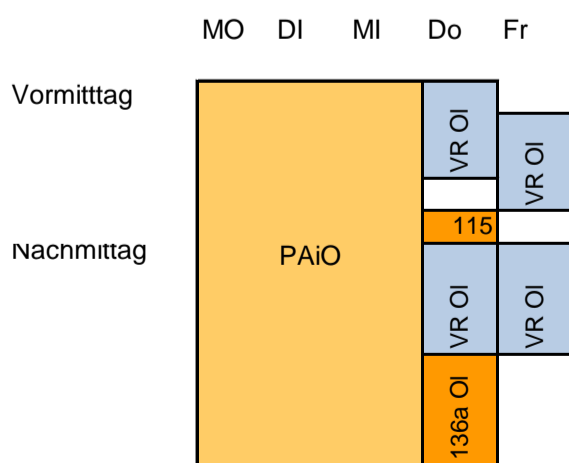 MO DI MI Do Fr
Vormitttag
VR OI
VR OI
115
Nachmittag
PAiO
VR OI
VR OI
136a OI